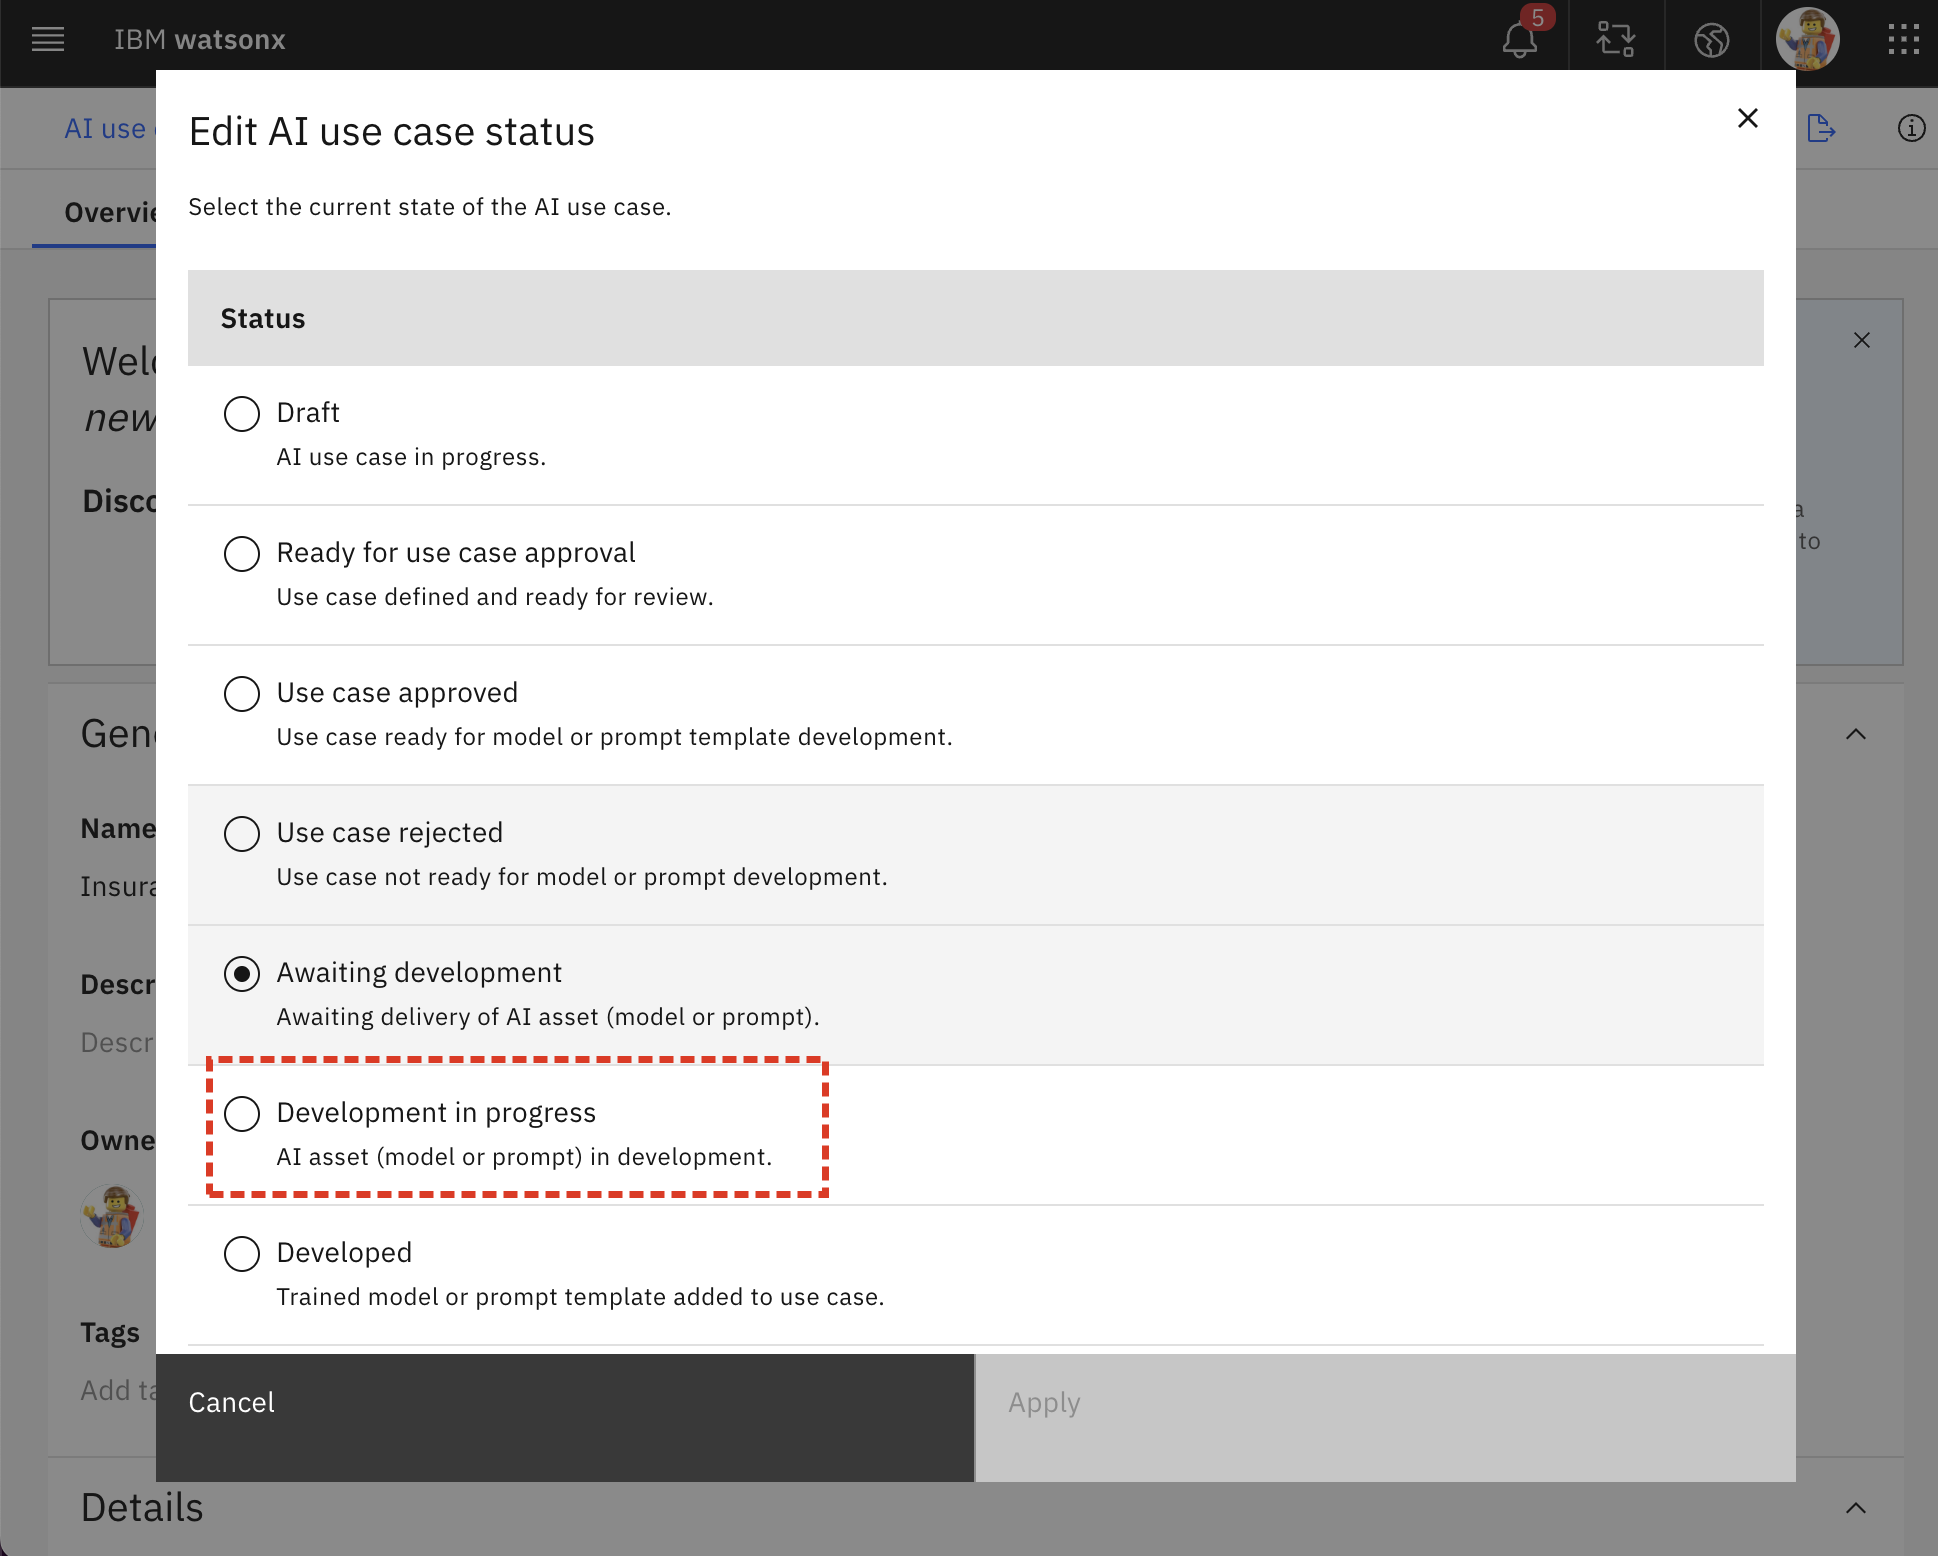 IBM watsonx
5
AI use
Edit AI use case status
Select the current state of the AI use case.
Overvie
Status
Welc
new
Disco
Draft
AI use case in progress.
a
to
Ready for use case approval
Use case defined and ready for review.
Use case approved
Use case ready for model or prompt template development.
Gene
Name
Insura
Use case rejected
Use case not ready for model or prompt development.
Descr
Descr
Awaiting development
Awaiting delivery of AI asset (model or prompt).
Owne
Development in progress
AI asset (model or prompt) in development.
Developed
Trained model or prompt template added to use case.
Tags
Add ta
Cancel
Apply
Details